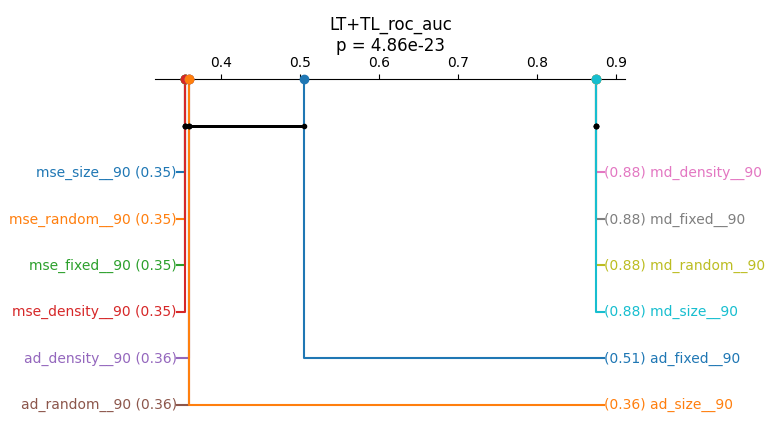 LT+TL_roc_auc
p = 4.86e-23
0.4 0.5 0.6 0.7 0.8 0.9
mse_size__90 (0.35)
mse_random__90 (0.35)
mse_fixed__90 (0.35)
mse_density__90 (0.35)
ad_density__90 (0.36)
ad_random__90 (0.36)
(0.88) md_density__90
(0.88) md_fixed__90
(0.88) md_random__90
(0.88) md_size__90
(0.51) ad_fixed__90
(0.36) ad_size__90